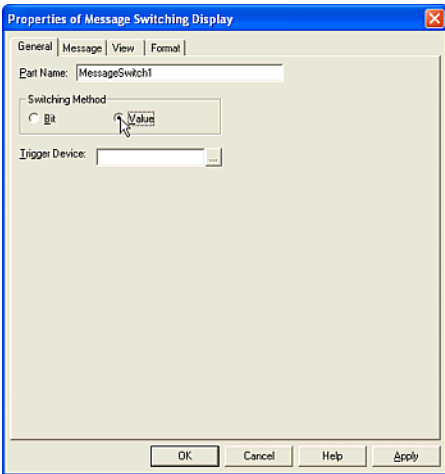 Properties of Message Switching Display
General Message View Format
Part Name: MessageSwitch1
Switching Method
Bit Value
Trigger Device: ...
OK Cancel Help Apply